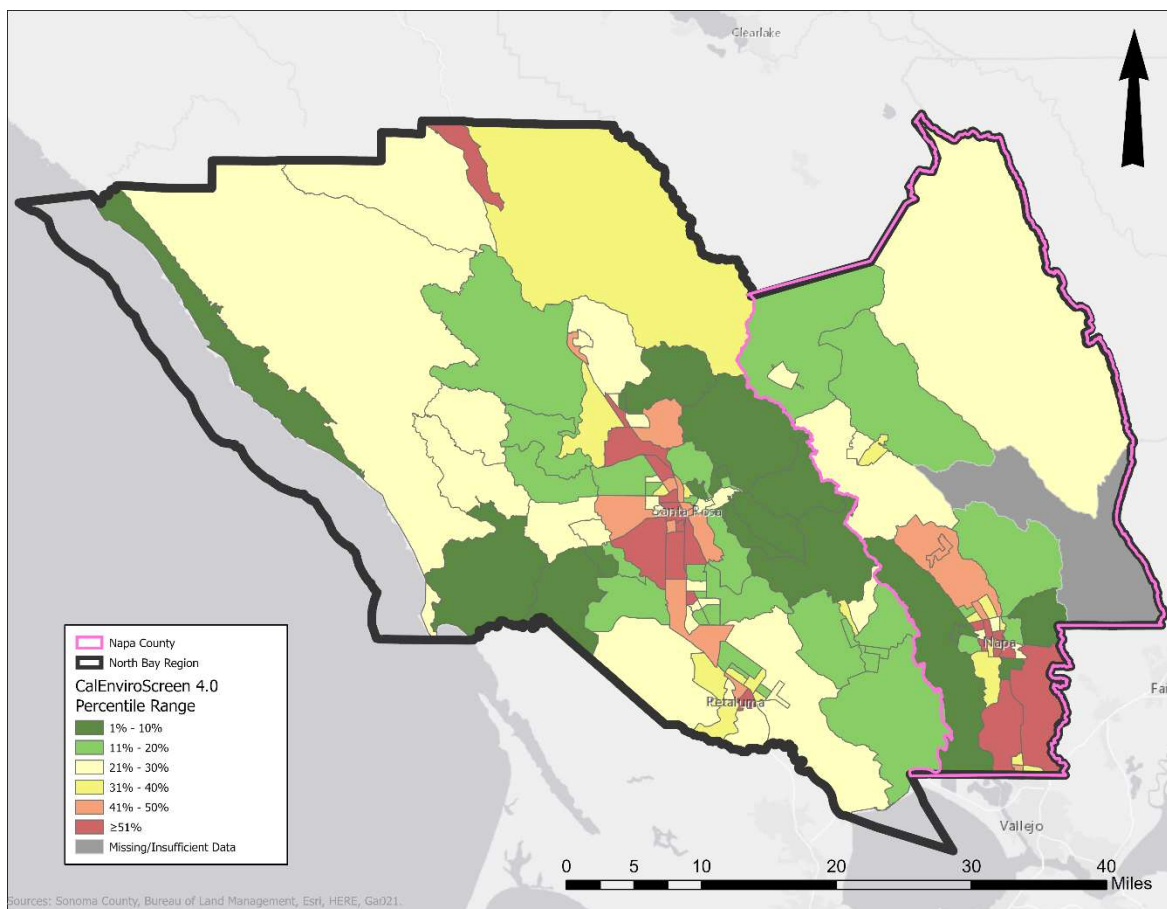 Clearlake
Santa Rosa
Napa
Petaluma
Fai
Vallejo
Napa County
North Bay Region
CalEnviroScreen 4.0
Percentile Range
1% - 10%
11% - 20%
21% - 30%
31% - 40%
41% - 50%
≥51%
Missing/Insufficient Data
0 5 10 20 30 40
Miles
Sources: Sonoma County, Bureau of Land Management, Esri, HERE, Ga021.